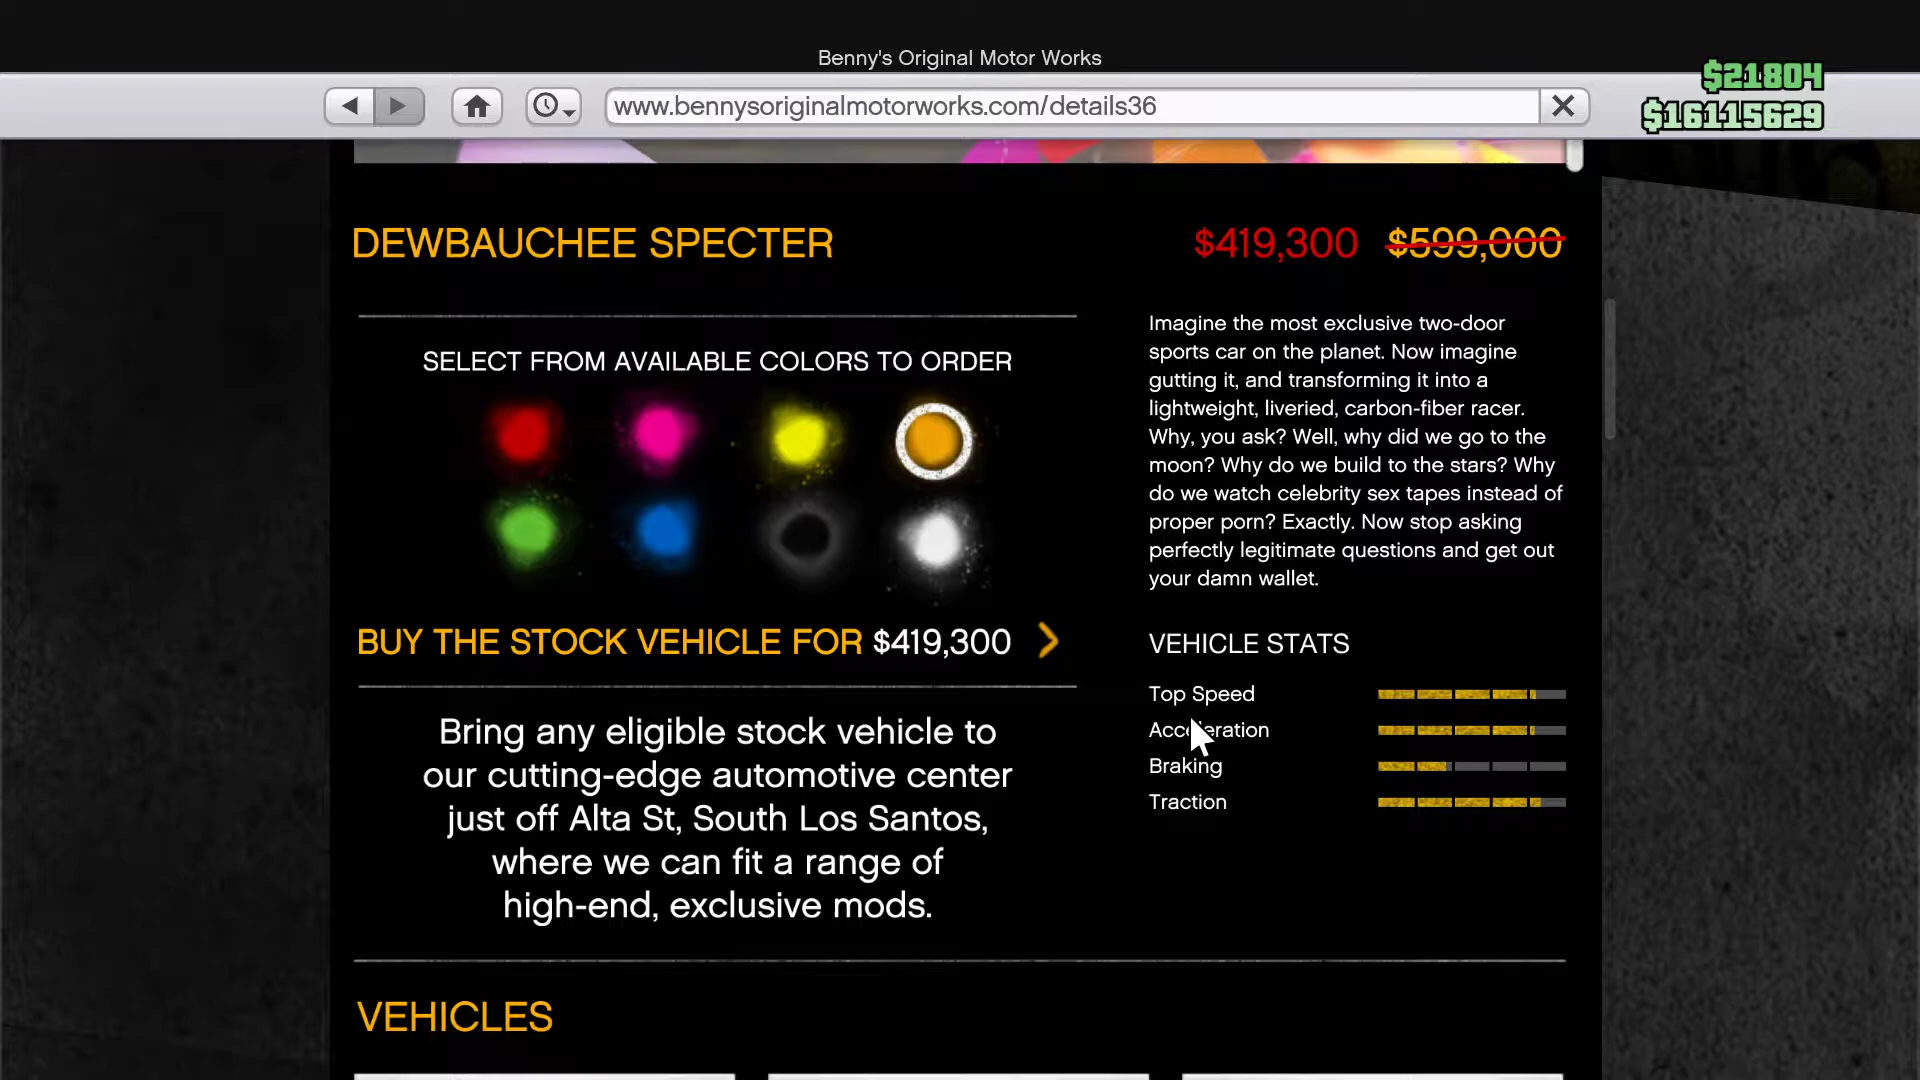 Benny's Original Motor Works
www.bennysoriginalmotorworks.com/details36
$21804
$16115629
DEWBAUCHEE SPECTER
$419,300 $599,000
SELECT FROM AVAILABLE COLORS TO ORDER
BUY THE STOCK VEHICLE FOR $419,300
Bring any eligible stock vehicle to
our cutting-edge automotive center
just off Alta St, South Los Santos,
where we can fit a range of
high-end, exclusive mods.
Imagine the most exclusive two-door
sports car on the planet. Now imagine
gutting it, and transforming it into a
lightweight, liveried, carbon-fiber racer.
Why, you ask? Well, why did we go to the
moon? Why do we build to the stars? Why
do we watch celebrity sex tapes instead of
proper porn? Exactly. Now stop asking
perfectly legitimate questions and get out
your damn wallet.
VEHICLE STATS
Top Speed
Acceleration
Braking
Traction
VEHICLES